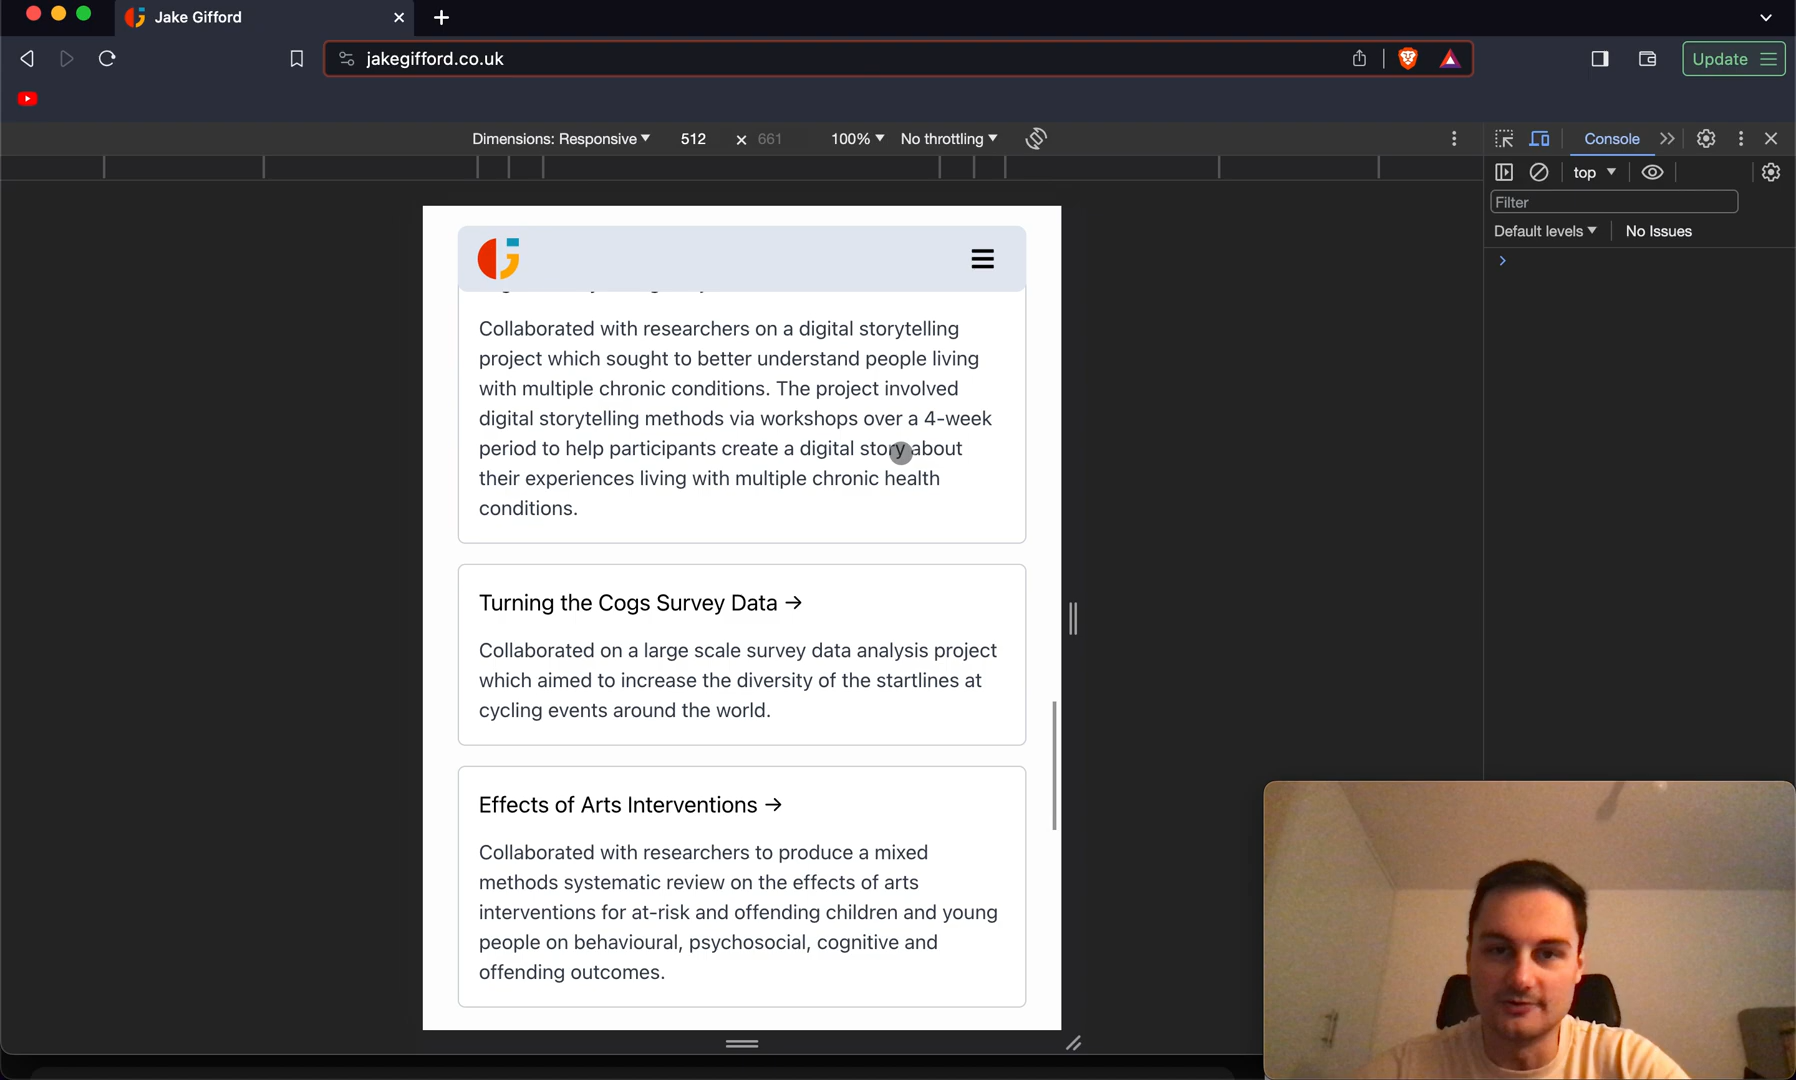 Jake Gifford
jakegifford.co.uk
Update
Dimensions: Responsive 512 661 100% No throttling
Console
top
Filter
Default levels No Issues
Collaborated with researchers on a digital storytelling
project which sought to better understand people living
with multiple chronic conditions. The project involved
digital storytelling methods via workshops over a 4-week
period to help participants create a digital story about
their experiences living with multiple chronic health
conditions.
Turning the Cogs Survey Data →
Collaborated on a large scale survey data analysis project
which aimed to increase the diversity of the startlines at
cycling events around the world.
Effects of Arts Interventions →
Collaborated with researchers to produce a mixed
methods systematic review on the effects of arts
interventions for at-risk and offending children and young
people on behavioural, psychosocial, cognitive and
offending outcomes.